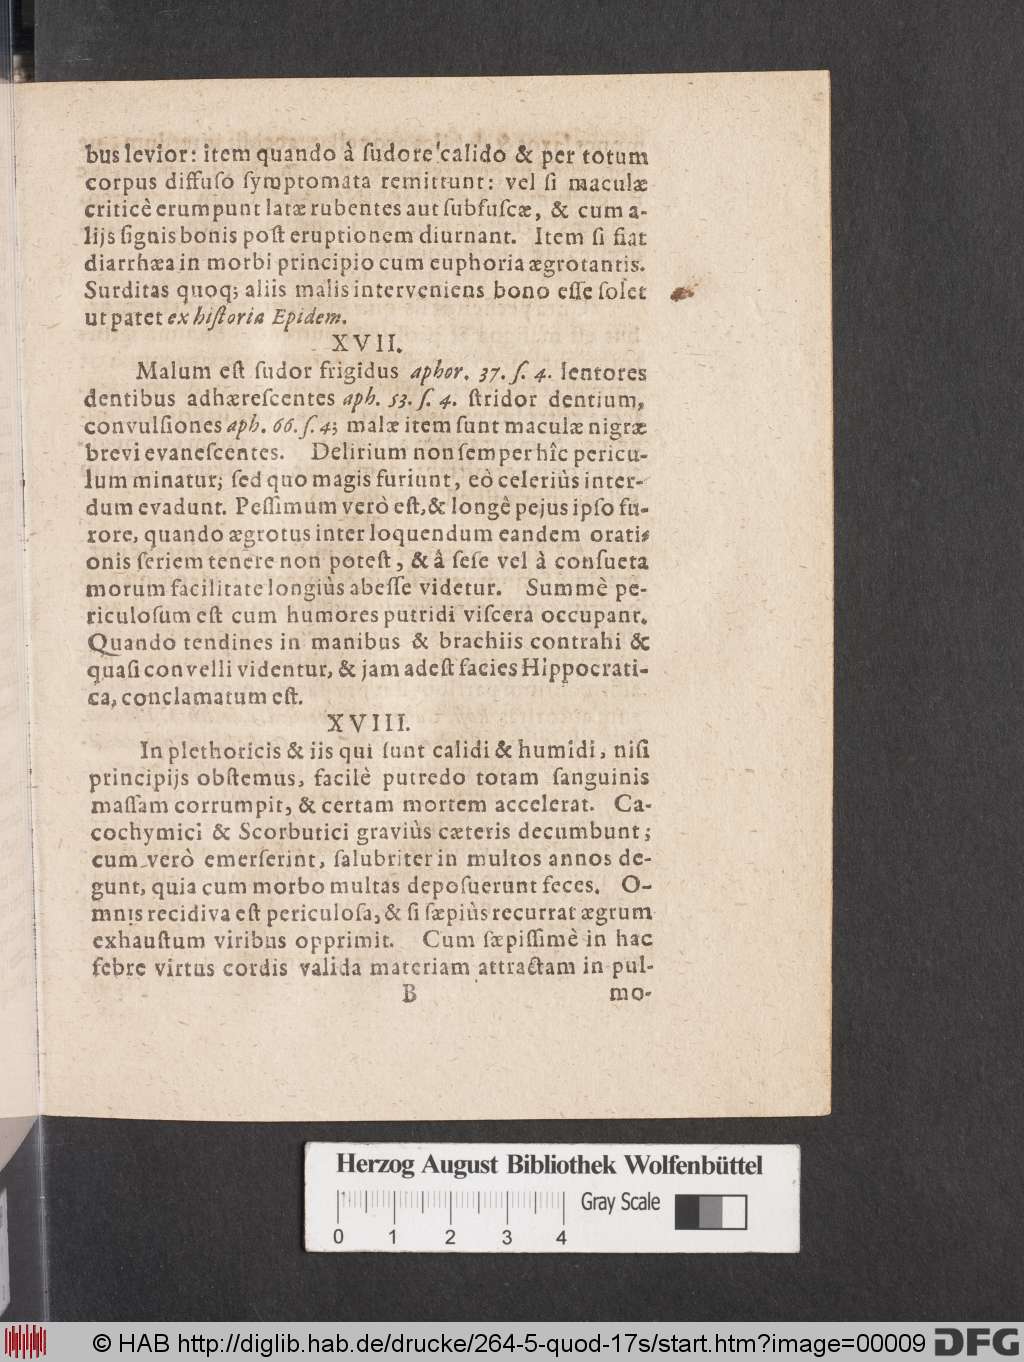 bus levior: item quando à sudore calido & per totum
corpus diffuso symptomata remittunt: vel si maculæ
criticè erumpunt latæ rubentes aut subfuscæ, & cum a-
lijs signis bonis post eruptionem diurnant. Item si fiat
diarrhæa in morbi principio cum euphoria ægrotantis.
Surditas quoq; aliis malis interveniens bono esse solet
ut patet ex historia Epidem.
XVII.
Malum est sudor frigidus aphor. 37. s. 4. lentores
dentibus adhærescentes aph. 53. s. 4. stridor dentium,
convulsiones aph. 66. s. 4; malæ item sunt maculæ nigræ
brevi evanescentes. Delirium non semper hîc pericu-
lum minatur; sed quo magis furiunt, eò celeriùs inter-
dum evadunt. Pessimum verò est, & longê pejus ipso fu-
rore, quando ægrotus inter loquendum eandem orati-
onis seriem tenere non potest, & â sese vel à consueta
morum facilitate longiùs abesse videtur. Summè pe-
riculosum est cum humores putridi viscera occupant.
Quando tendines in manibus & brachiis contrahi &
quasi convelli videntur, & jam adest facies Hippocrati-
ca, conclamatum est.
XVIII.
In plethoricis & iis qui sunt calidi & humidi, nisi
principijs obstemus, facilè putredo totam sanguinis
massam corrumpit, & certam mortem accelerat. Ca-
cochymici & Scorbutici graviùs cæteris decumbunt;
cum verò emerserint, salubriter in multos annos de-
gunt, quia cum morbo multas deposuerunt feces. O-
mnis recidiva est periculosa, & si sæpiùs recurrat ægrum
exhaustum viribus opprimit. Cum sæpissimè in hac
febre virtus cordis valida materiam attractam in pul-
B mo-
Herzog August Bibliothek Wolfenbüttel
Gray Scale
0 1 2 3 4
© HAB http://diglib.hab.de/drucke/264-5-quod-17s/start.htm?image=00009 DFG